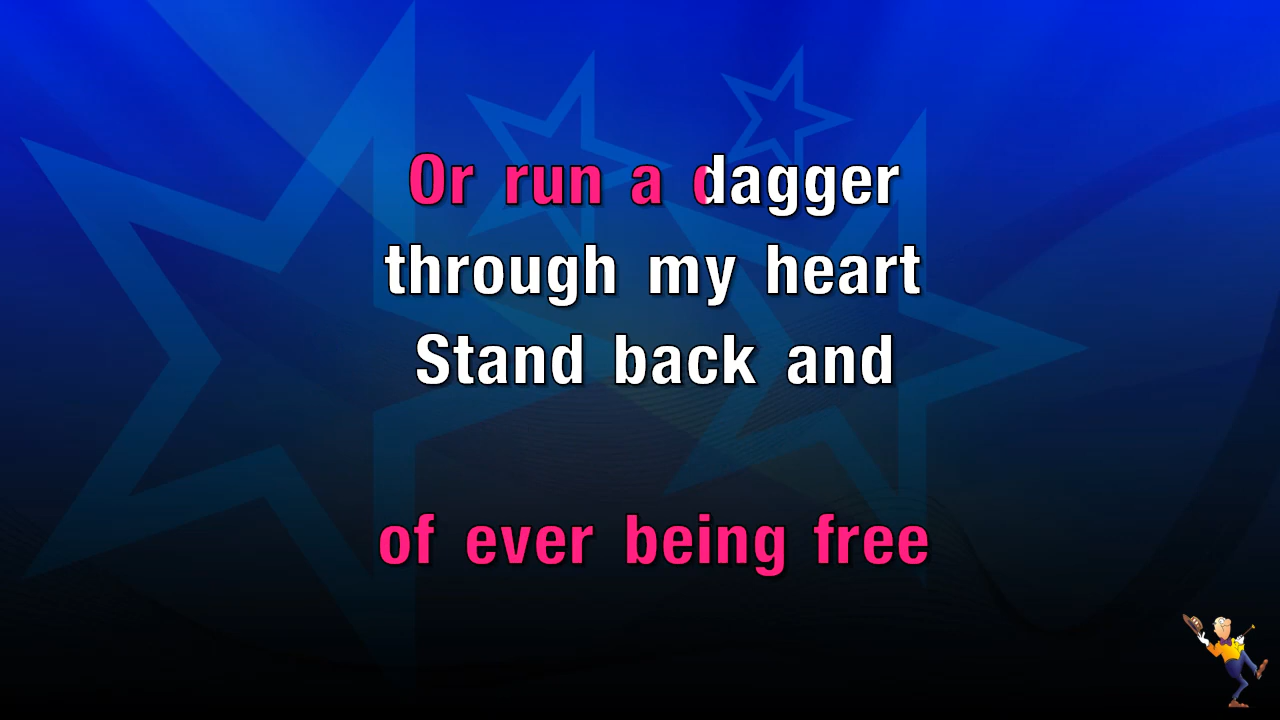 Or run a dagger
through my heart
Stand back and
of ever being free